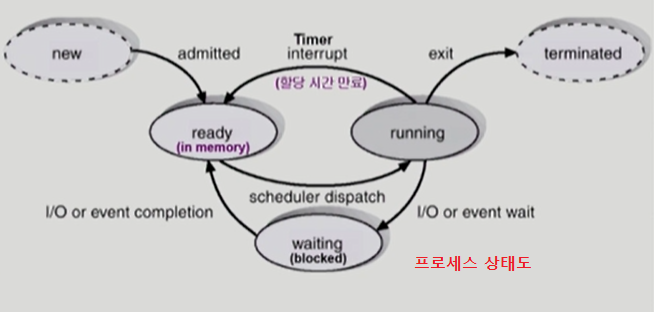 new
admitted
Timer
interrupt
(할당 시간 만료)
exit
terminated
ready
(in memory)
running
scheduler dispatch
I/O or event completion
I/O or event wait
waiting
(blocked)
프로세스 상태도